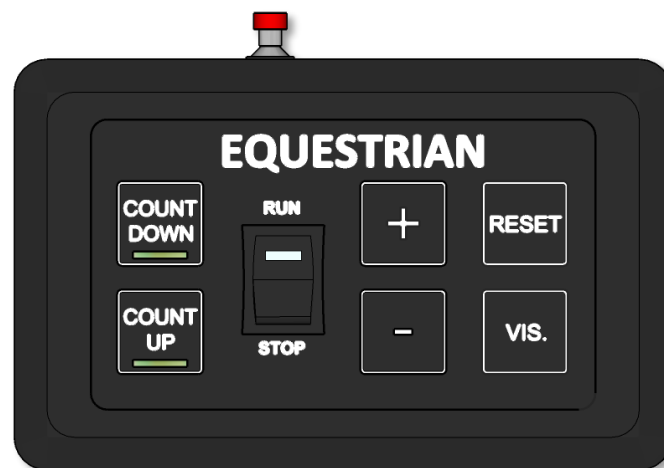 EQUESTRIAN
COUNT
DOWN
RUN
+
RESET
COUNT
UP
STOP
-
VIS.